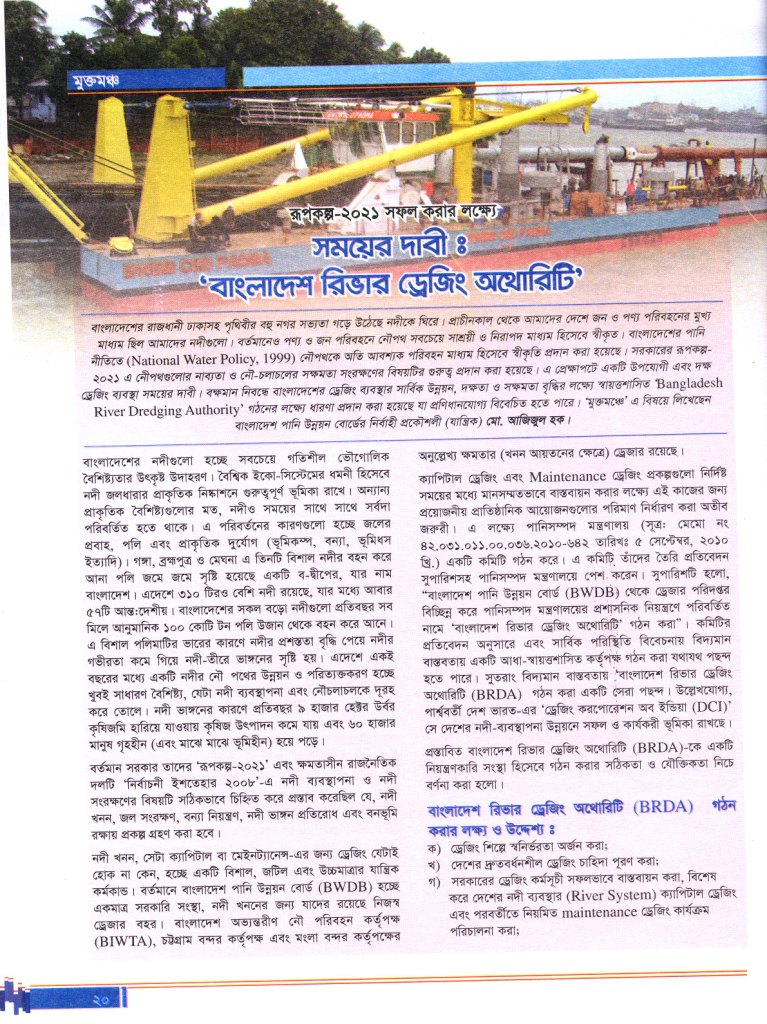 মুক্তমঞ্চ
রূপকল্প-২০২১ সফল করার লক্ষ্যে
সময়ের দাবী ঃ
‘বাংলাদেশ রিভার ড্রেজিং অথোরিটি’
বাংলাদেশের রাজধানী ঢাকাসহ পৃথিবীর বহু নগর সভ্যতা গড়ে উঠেছে নদীকে ঘিরে। প্রাচীনকাল থেকে আমাদের দেশে জন ও পণ্য পরিবহনের মুখ্য
মাধ্যম ছিল আমাদের নদীগুলো। বর্তমানেও পণ্য ও জন পরিবহনে নৌপথ সবচেয়ে সাশ্রয়ী ও নিরাপদ মাধ্যম হিসেবে স্বীকৃত। বাংলাদেশের পানি
নীতিতে (National Water Policy, 1999) নৌপথকে অতি আবশ্যক পরিবহন মাধ্যম হিসেবে স্বীকৃতি প্রদান করা হয়েছে। সরকারের রূপকল্প-
২০২১ এ নৌপথগুলোর নাব্যতা ও নৌ-চলাচলের সক্ষমতা সংরক্ষণের বিষয়টির গুরুত্ব প্রদান করা হয়েছে। এ প্রেক্ষাপটে একটি উপযোগী এবং দক্ষ
ড্রেজিং ব্যবস্থা সময়ের দাবী। বক্ষমান নিবন্ধে বাংলাদেশের ড্রেজিং ব্যবস্থার সার্বিক উন্নয়ন, দক্ষতা ও সক্ষমতা বৃদ্ধির লক্ষ্যে স্বায়ত্তশাসিত 'Bangladesh
River Dredging Authority' গঠনের লক্ষ্যে ধারণা প্রদান করা হয়েছে যা প্রণিধানযোগ্য বিবেচিত হতে পারে। ‘মুক্তমঞ্চে’ এ বিষয়ে লিখেছেন
বাংলাদেশ পানি উন্নয়ন বোর্ডের নির্বাহী প্রকৌশলী (যান্ত্রিক) মো. আজিজুল হক।
বাংলাদেশের নদীগুলো হচ্ছে সবচেয়ে গতিশীল ভৌগোলিক
বৈশিষ্ট্যতার উৎকৃষ্ট উদাহরণ। বৈশ্বিক ইকো-সিস্টেমের ধমনী হিসেবে
নদী জলধারার প্রাকৃতিক নিষ্কাশনে গুরুত্বপূর্ণ ভূমিকা রাখে। অন্যান্য
প্রাকৃতিক বৈশিষ্ট্যগুলোর মত, নদীও সময়ের সাথে সাথে সর্বদা
পরিবর্তিত হতে থাকে। এ পরিবর্তনের কারণগুলো হচ্ছে জলের
প্রবাহ, পলি এবং প্রাকৃতিক দুর্যোগ (ভূমিকম্প, বন্যা, ভূমিধস
ইত্যাদি)। গঙ্গা, ব্রহ্মপুত্র ও মেঘনা এ তিনটি বিশাল নদীর বহন করে
আনা পলি জমে জমে সৃষ্টি হয়েছে একটি ব-দ্বীপের, যার নাম
বাংলাদেশ। এদেশে ৩১০ টিরও বেশি নদী রয়েছে, যার মধ্যে আবার
৫৭টি আন্ত:দেশীয়। বাংলাদেশের সকল বড়ো নদীগুলো প্রতিবছর সব
মিলে আনুমানিক ১০০ কোটি টন পলি উজান থেকে বহন করে আনে।
এ বিশাল পলিমাটির ভারের কারণে নদীর প্রশস্ততা বৃদ্ধি পেয়ে নদীর
গভীরতা কমে গিয়ে নদী-তীরে ভাঙ্গনের সৃষ্টি হয়। এদেশে একই
বছরের মধ্যে একটি নদীর নৌ পথের উন্নয়ন ও পরিত্যক্তকরণ হচ্ছে
খুবই সাধারণ বৈশিষ্ট্য, যেটা নদী ব্যবস্থাপনা এবং নৌচলাচলকে দূরূহ
করে তোলে। নদী ভাঙ্গনের কারণে প্রতিবছর ৯ হাজার হেক্টর উর্বর
কৃষিজমি হারিয়ে যাওয়ায় কৃষিজ উৎপাদন কমে যায় এবং ৬০ হাজার
মানুষ গৃহহীন (এবং মাঝে মাঝে ভূমিহীন) হয়ে পড়ে।
বর্তমান সরকার তাদের ‘রূপকল্প-২০২১’ এবং ক্ষমতাসীন রাজনৈতিক
দলটি ‘নির্বাচনী ইশতেহার ২০০৮’-এ নদী ব্যবস্থাপনা ও নদী
সংরক্ষণের বিষয়টি সঠিকভাবে চিহ্নিত করে প্রস্তাব করেছিল যে, নদী
খনন, জল সংরক্ষণ, বন্যা নিয়ন্ত্রণ, নদী ভাঙ্গন প্রতিরোধ এবং বনভূমি
রক্ষায় প্রকল্প গ্রহণ করা হবে।
নদী খনন, সেটা ক্যাপিটাল বা মেইনট্যানেন্স-এর জন্য ড্রেজিং যেটাই
হোক না কেন, হচ্ছে একটি বিশাল, জটিল এবং উচ্চমাত্রার যান্ত্রিক
কর্মকান্ড। বর্তমানে বাংলাদেশ পানি উন্নয়ন বোর্ড (BWDB) হচ্ছে
একমাত্র সরকারি সংস্থা, নদী খননের জন্য যাদের রয়েছে নিজস্ব
ড্রেজার বহর। বাংলাদেশ অভ্যন্তরীণ নৌ পরিবহন কর্তৃপক্ষ
(BIWTA), চট্টগ্রাম বন্দর কর্তৃপক্ষ এবং মংলা বন্দর কর্তৃপক্ষের
অনুল্লেখ্য ক্ষমতার (খনন আয়তনের ক্ষেত্রে) ড্রেজার রয়েছে।
ক্যাপিটাল ড্রেজিং এবং Maintenance ড্রেজিং প্রকল্পগুলো নির্দিষ্ট
সময়ের মধ্যে মানসম্মতভাবে বাস্তবায়ন করার লক্ষ্যে এই কাজের জন্য
প্রয়োজনীয় প্রাতিষ্ঠানিক আয়োজনগুলোর পরিমাণ নির্ধারণ করা অতীব
জরুরী। এ লক্ষ্যে পানিসম্পদ মন্ত্রণালয় (সূত্র: মেমো নং
৪২.০৩১.০১১.০০.০৩৬.২০১০-৬৪২ তারিখঃ ৫ সেপ্টেম্বর, ২০১০
খ্রি.) একটি কমিটি গঠন করে। এ কমিটি তাঁদের তৈরি প্রতিবেদন
সুপারিশসহ পানিসম্পদ মন্ত্রণালয়ে পেশ করেন। সুপারিশটি হলো,
“বাংলাদেশ পানি উন্নয়ন বোর্ড (BWDB) থেকে ড্রেজার পরিদপ্তর
বিচ্ছিন্ন করে পানিসম্পদ মন্ত্রণালয়ের প্রশাসনিক নিয়ন্ত্রণে পরিবর্তিত
নামে ‘বাংলাদেশ রিভার ড্রেজিং অথোরিটি’ গঠন করা”। কমিটির
প্রতিবেদন অনুসারে এবং সার্বিক পরিস্থিতি বিবেচনায় বিদ্যমান
বাস্তবতায় একটি আধা-স্বায়ত্তশাসিত কর্তৃপক্ষ গঠন করা যথাযথ পছন্দ
হতে পারে। সুতরাং বিদ্যমান বাস্তবতায় ‘বাংলাদেশ রিভার ড্রেজিং
অথোরিটি (BRDA) গঠন করা একটি সেরা পছন্দ। উল্লেখযোগ্য,
পার্শ্ববর্তী দেশ ভারত-এর ‘ড্রেজিং করপোরেশন অব ইন্ডিয়া (DCI)’
সে দেশের নদী-ব্যবস্থাপনা উন্নয়নে সফল ও কার্যকরী ভূমিকা রাখছে।
প্রস্তাবিত বাংলাদেশ রিভার ড্রেজিং অথোরিটি (BRDA)-কে একটি
নিয়ন্ত্রণকারি সংস্থা হিসেবে গঠন করার সঠিকতা ও যৌক্তিকতা নিচে
বর্ণনা করা হলো।
বাংলাদেশ রিভার ড্রেজিং অথোরিটি (BRDA) গঠন
করার লক্ষ্য ও উদ্দেশ্য ঃ
ক) ড্রেজিং শিল্পে স্বনির্ভরতা অর্জন করা;
খ) দেশের দ্রুতবর্ধনশীল ড্রেজিং চাহিদা পূরণ করা;
গ) সরকারের ড্রেজিং কর্মসূচী সফলভাবে বাস্তবায়ন করা, বিশেষ
করে দেশের নদী ব্যবস্থার (River System) ক্যাপিটাল ড্রেজিং
এবং পরবর্তীতে নিয়মিত maintenance ড্রেজিং কার্যক্রম
পরিচালনা করা;
২০